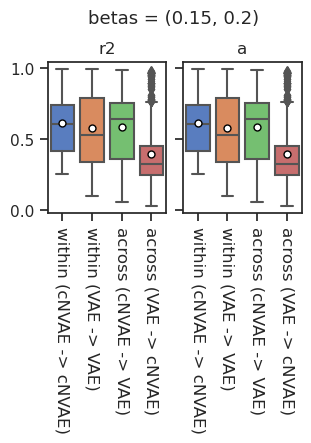 betas = (0.15, 0.2)
r2
a
1.0
0.5
0.0
within (cNVAE -> cNVAE)
within (VAE -> VAE)
across (cNVAE -> VAE)
across (VAE -> cNVAE)
within (cNVAE -> cNVAE)
within (VAE -> VAE)
across (cNVAE -> VAE)
across (VAE -> cNVAE)